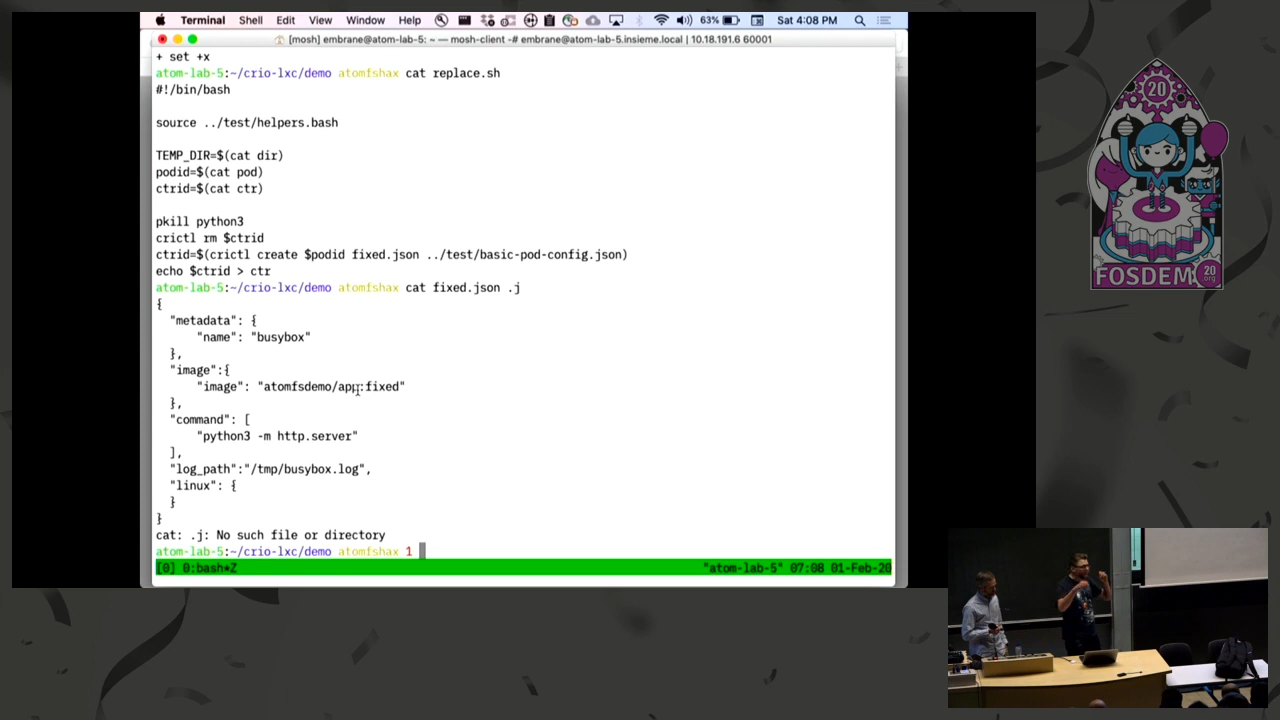 Terminal Shell Edit View Window Help 63% Sat 4:08 PM
[mosh] embrane@atom-lab-5: ~ — mosh-client -# embrane@atom-lab-5.insieme.local | 10.18.191.6 60001
+ set +x
atom-lab-5:~/crio-lxc/demo atomfshax cat replace.sh
#!/bin/bash
source ../test/helpers.bash
TEMP_DIR=$(cat dir)
podid=$(cat pod)
ctrid=$(cat ctr)
pkill python3
crictl rm $ctrid
ctrid=$(crictl create $podid fixed.json ../test/basic-pod-config.json)
echo $ctrid > ctr
atom-lab-5:~/crio-lxc/demo atomfshax cat fixed.json .j
{
"metadata": {
"name": "busybox"
},
"image":{
"image": "atomfsdemo/app:fixed"
},
"command": [
"python3 -m http.server"
],
"log_path":"/tmp/busybox.log",
"linux": {
}
}
cat: .j: No such file or directory
atom-lab-5:~/crio-lxc/demo atomfshax 1
[0] 0:bash*Z "atom-lab-5" 07:08 01-Feb-20
20
FOSDEM 20
.org